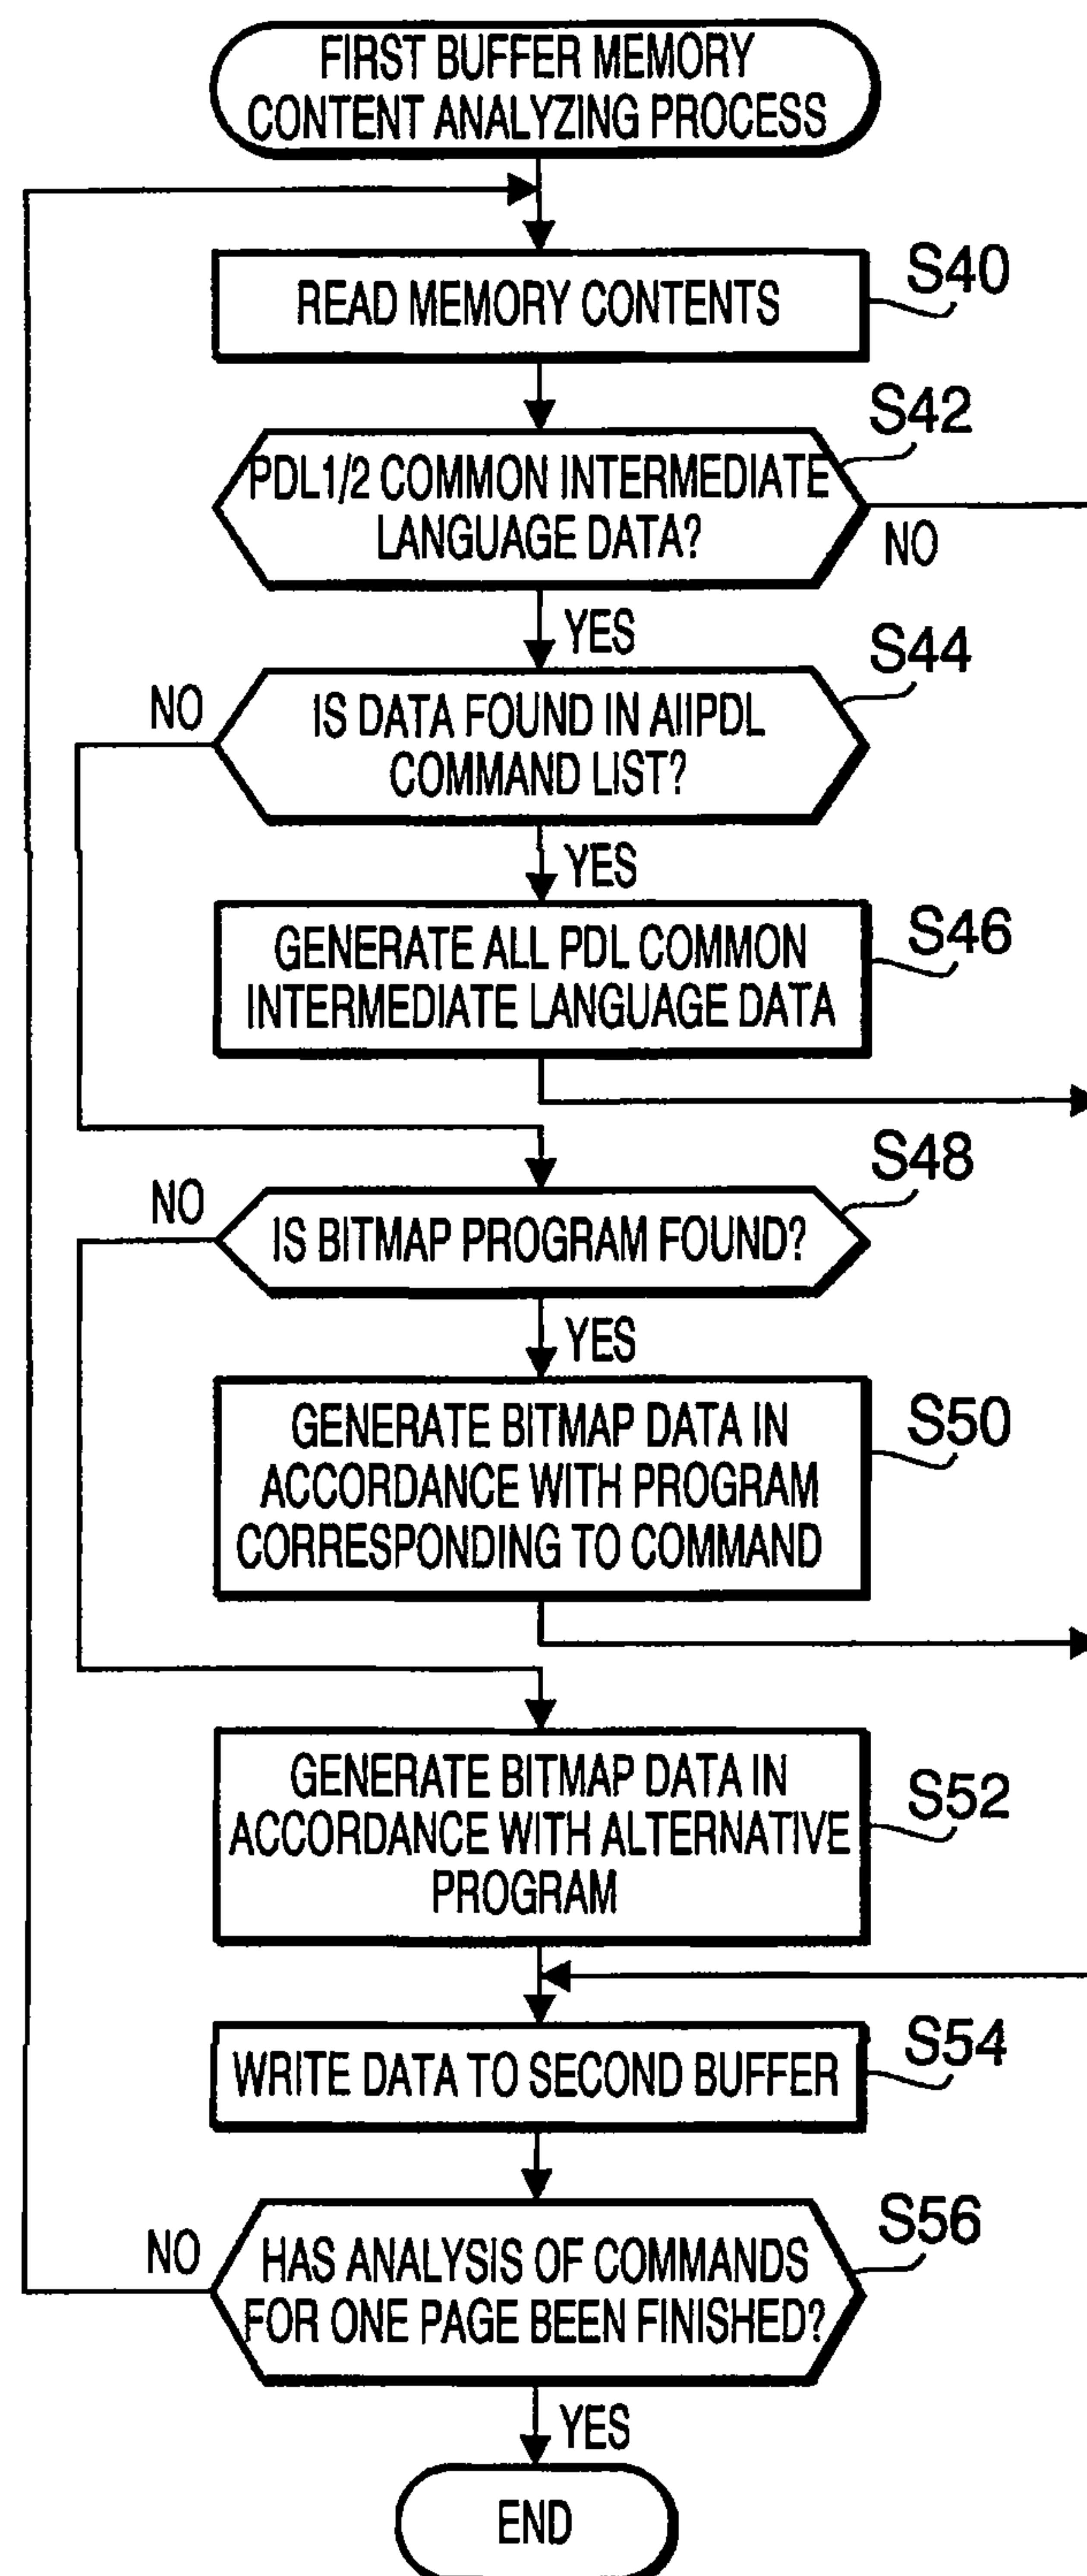 FIRST BUFFER MEMORY
CONTENT ANALYZING PROCESS
READ MEMORY CONTENTS
S40
PDL1/2 COMMON INTERMEDIATE
LANGUAGE DATA?
S42
NO
YES
IS DATA FOUND IN AllPDL
COMMAND LIST?
S44
NO
YES
GENERATE ALL PDL COMMON
INTERMEDIATE LANGUAGE DATA
S46
IS BITMAP PROGRAM FOUND?
S48
NO
YES
GENERATE BITMAP DATA IN
ACCORDANCE WITH PROGRAM
CORRESPONDING TO COMMAND
S50
GENERATE BITMAP DATA IN
ACCORDANCE WITH ALTERNATIVE
PROGRAM
S52
WRITE DATA TO SECOND BUFFER
S54
HAS ANALYSIS OF COMMANDS
FOR ONE PAGE BEEN FINISHED?
S56
NO
YES
END